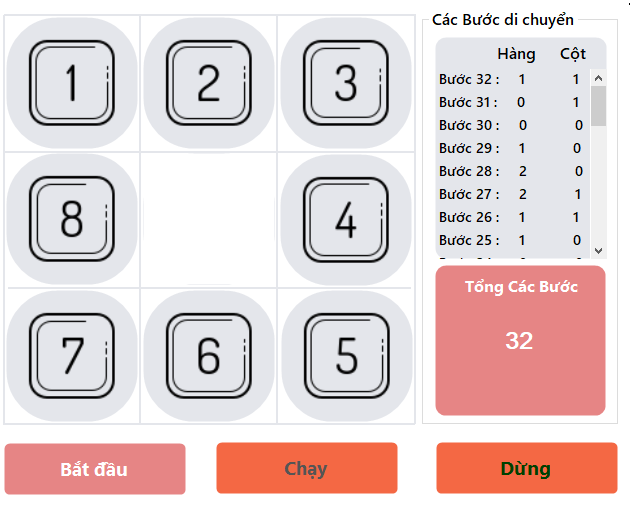 1 2 3
8 4
7 6 5
Các Bước di chuyển
Hàng Cột
Bước 32 : 1 1
Bước 31 : 0 1
Bước 30 : 0 0
Bước 29 : 1 0
Bước 28 : 2 0
Bước 27 : 2 1
Bước 26 : 1 1
Bước 25 : 1 0
Tổng Các Bước
32
Bắt đầu Chạy Dừng